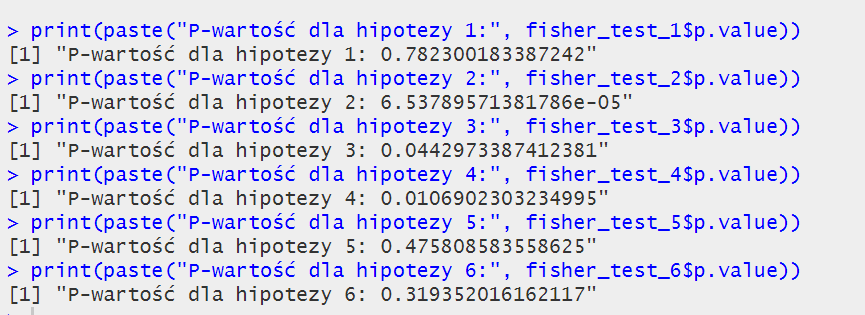 > print(paste("P-wartość dla hipotezy 1:", fisher_test_1$p.value))
[1] "P-wartość dla hipotezy 1: 0.782300183387242"
> print(paste("P-wartość dla hipotezy 2:", fisher_test_2$p.value))
[1] "P-wartość dla hipotezy 2: 6.53789571381786e-05"
> print(paste("P-wartość dla hipotezy 3:", fisher_test_3$p.value))
[1] "P-wartość dla hipotezy 3: 0.0442973387412381"
> print(paste("P-wartość dla hipotezy 4:", fisher_test_4$p.value))
[1] "P-wartość dla hipotezy 4: 0.0106902303234995"
> print(paste("P-wartość dla hipotezy 5:", fisher_test_5$p.value))
[1] "P-wartość dla hipotezy 5: 0.475808583558625"
> print(paste("P-wartość dla hipotezy 6:", fisher_test_6$p.value))
[1] "P-wartość dla hipotezy 6: 0.319352016162117"
>